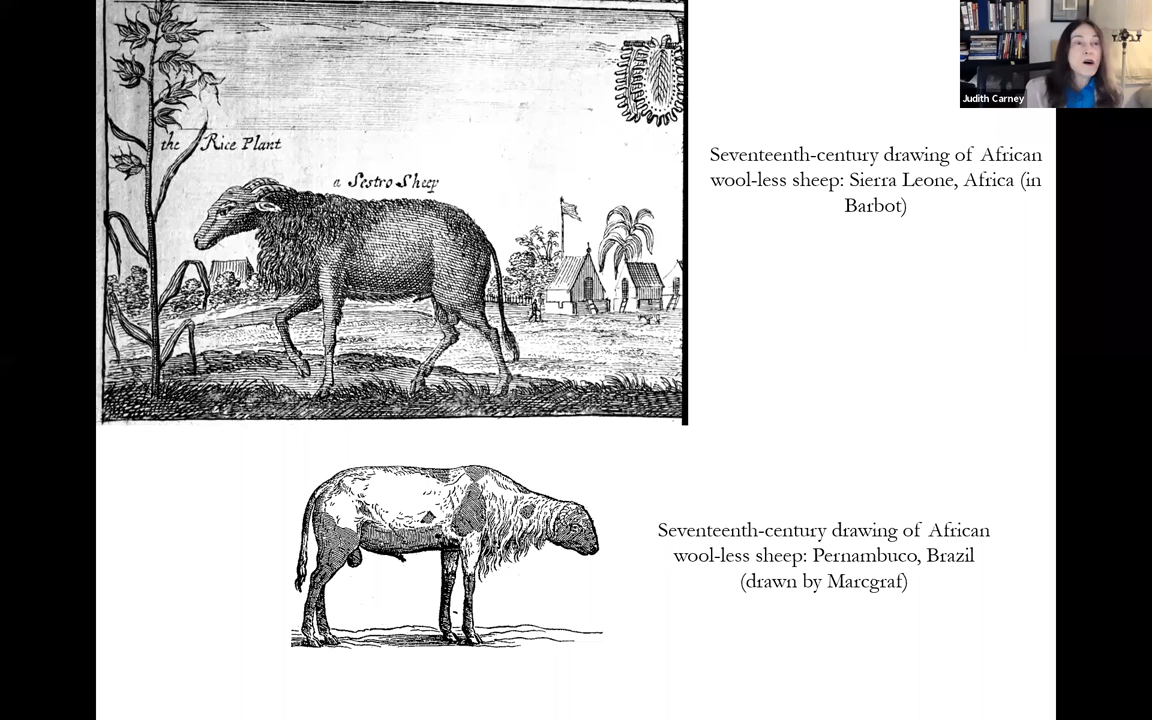 Judith Carney
the Rice Plant
a Sestro Sheep
Seventeenth-century drawing of African
wool-less sheep: Sierra Leone, Africa (in
Barbot)
Seventeenth-century drawing of African
wool-less sheep: Pernambuco, Brazil
(drawn by Marcgraf)